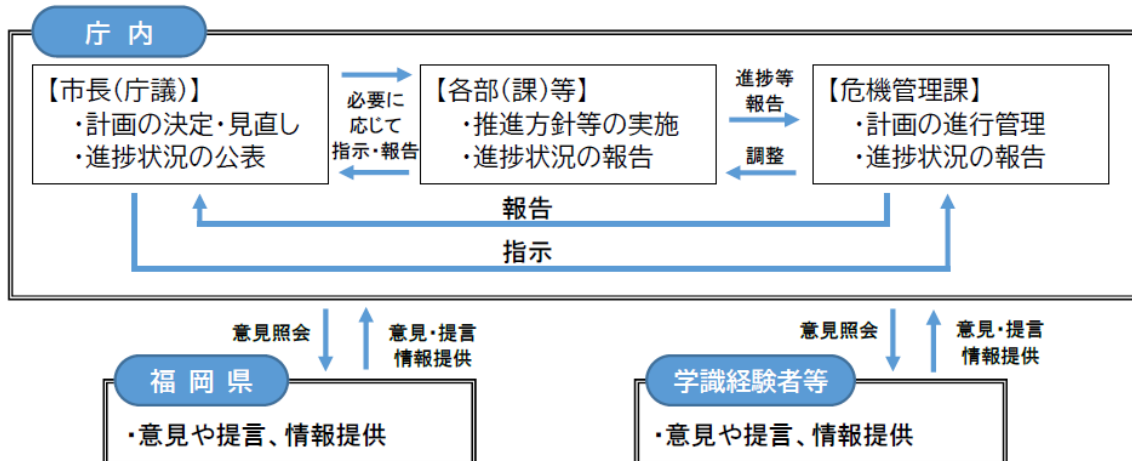 庁 内
【市長(庁議)】
・計画の決定・見直し
・進捗状況の公表
必要に
応じて
指示・報告
【各部(課)等】
・推進方針等の実施
・進捗状況の報告
進捗等
報告
調整
【危機管理課】
・計画の進行管理
・進捗状況の報告
報告
指示
意見照会
意見・提言
情報提供
意見照会
意見・提言
情報提供
福 岡 県
・意見や提言、情報提供
学識経験者等
・意見や提言、情報提供